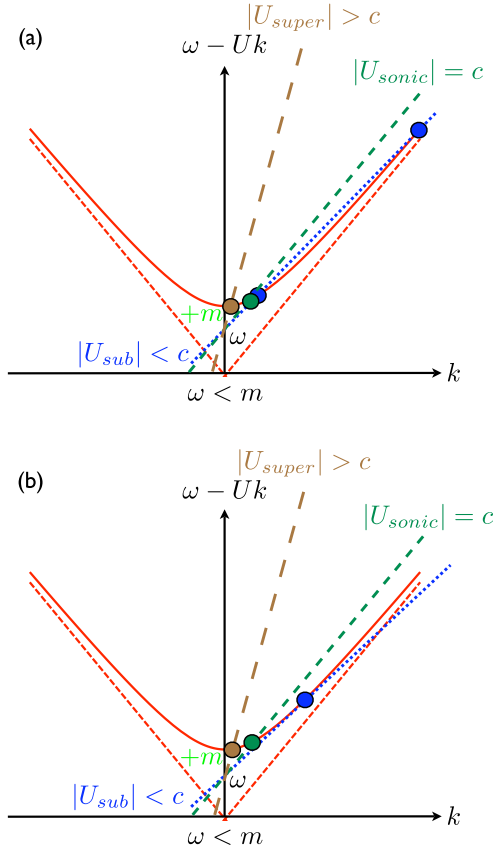 (a)
|U_{super}| > c
ω − Uk
|U_{sonic}| = c
+m
ω
|U_{sub}| < c
k
ω < m
(b)
|U_{super}| > c
ω − Uk
|U_{sonic}| = c
+m
ω
|U_{sub}| < c
k
ω < m